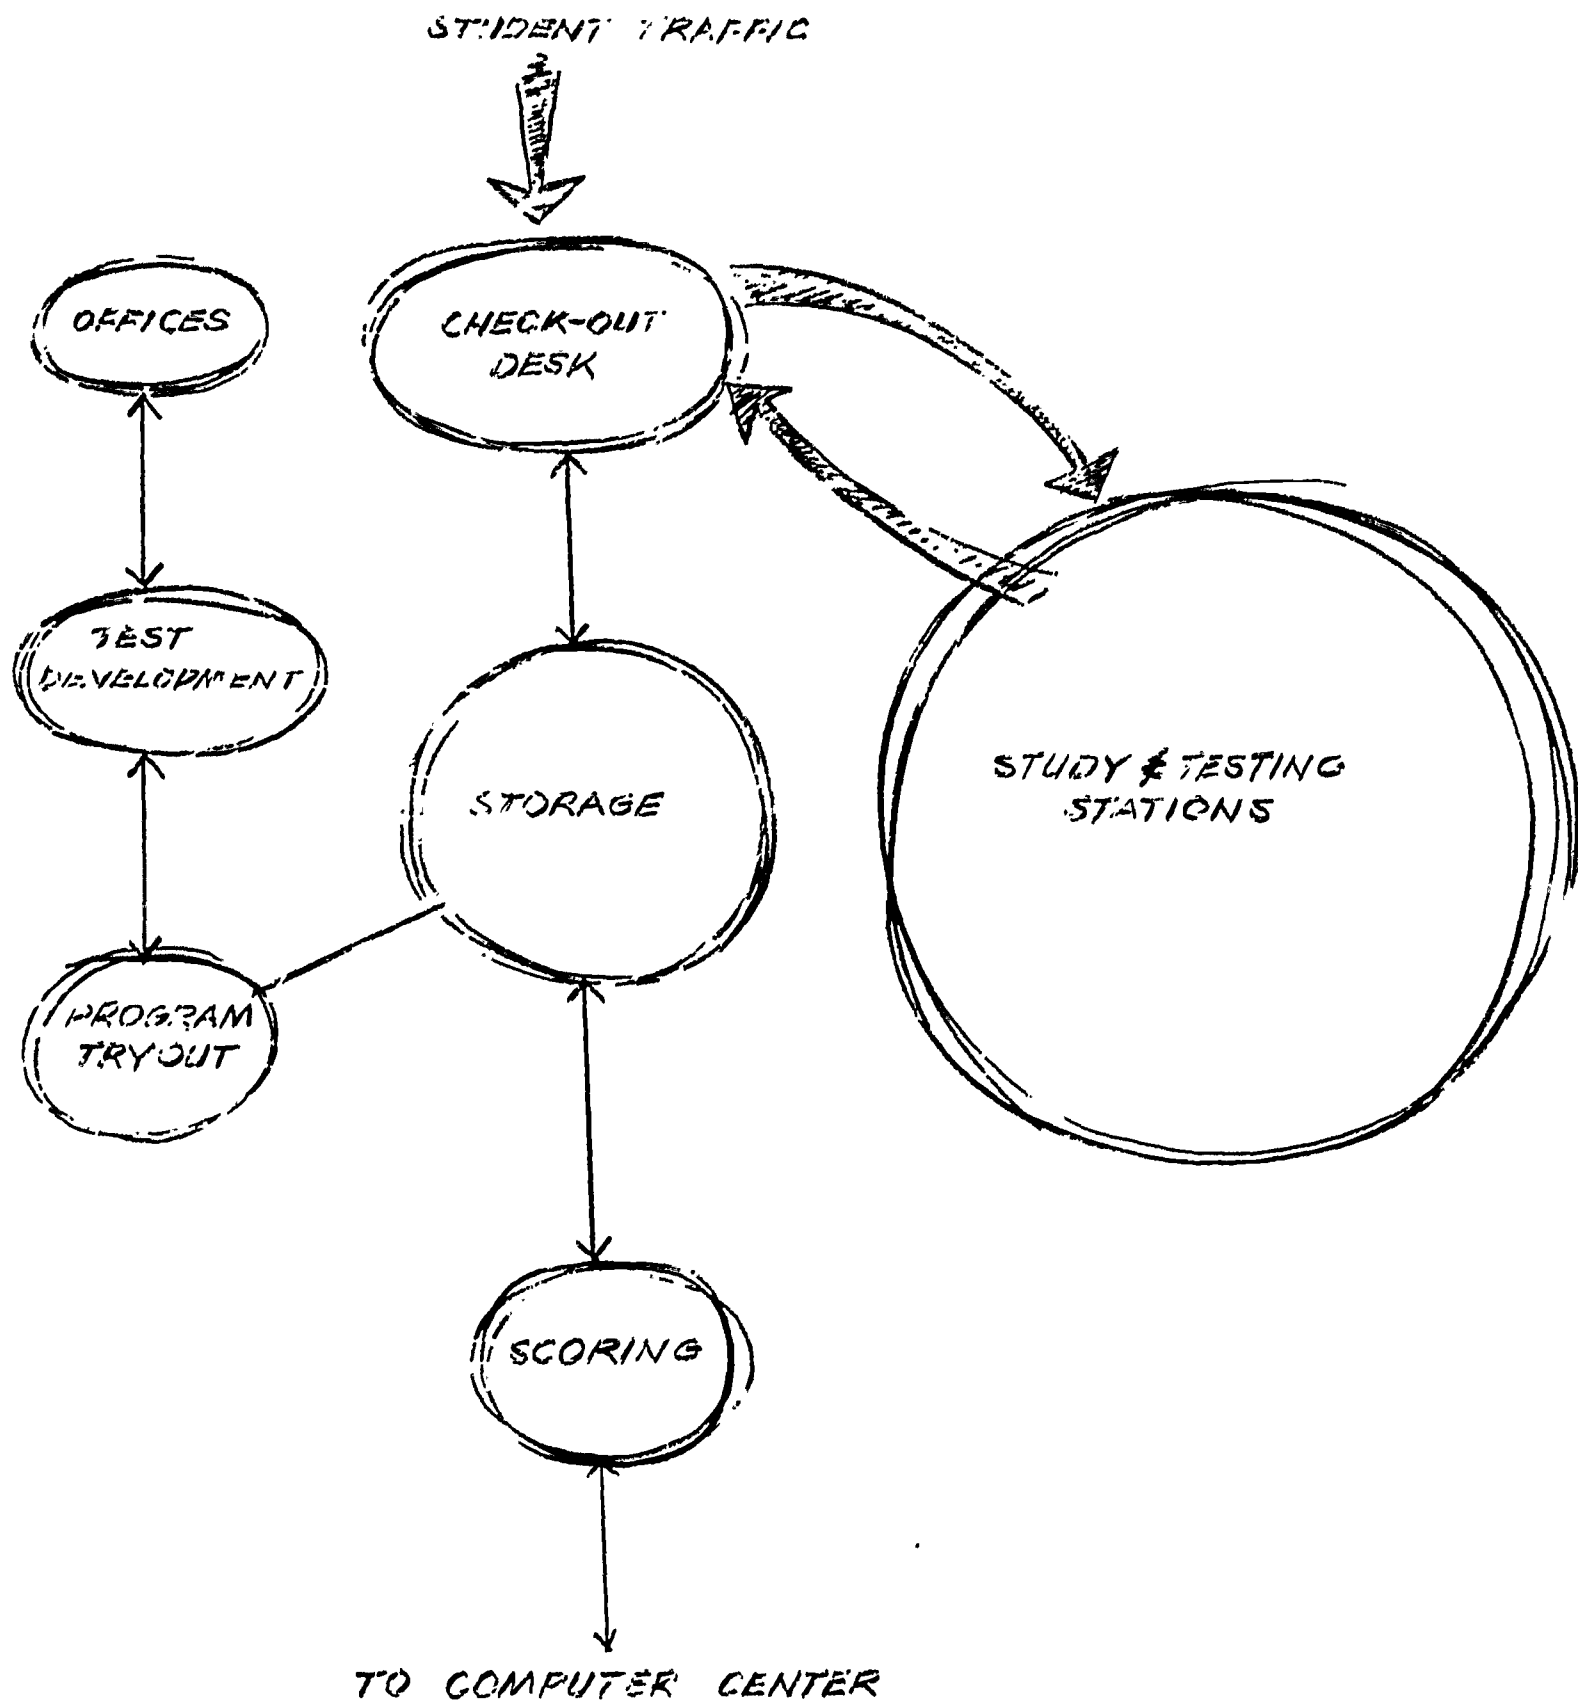 STUDENT TRAFFIC
OFFICES
CHECK-OUT
DESK
TEST
DEVELOPMENT
STORAGE
STUDY & TESTING
STATIONS
PROGRAM
TRYOUT
SCORING
TO COMPUTER CENTER